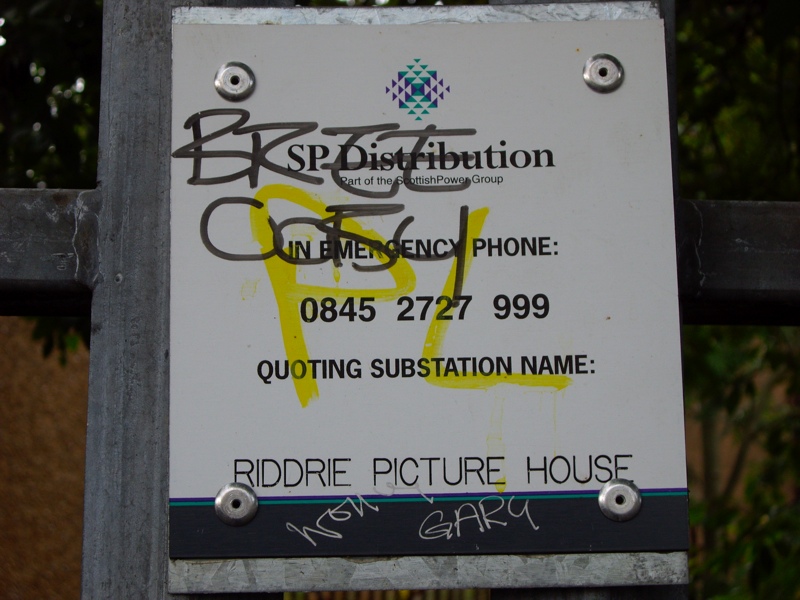 SP Distribution
Part of the ScottishPower Group
IN EMERGENCY PHONE:
0845 2727 999
QUOTING SUBSTATION NAME:
RIDDRIE PICTURE HOUSE
PL
GARY